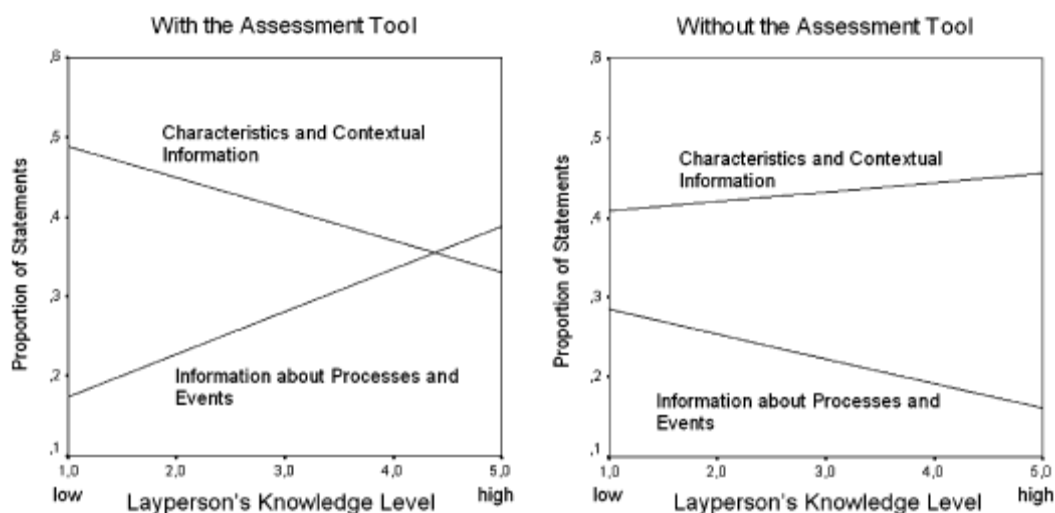 With the Assessment Tool
,6
,5
,4
,3
,2
,1
Proportion of Statements
Characteristics and Contextual
Information
Information about Processes and
Events
1,0 2,0 3,0 4,0 5,0
low high
Layperson's Knowledge Level
Without the Assessment Tool
,6
,5
,4
,3
,2
,1
Proportion of Statements
Characteristics and Contextual
Information
Information about Processes and
Events
1,0 2,0 3,0 4,0 5,0
low high
Layperson's Knowledge Level